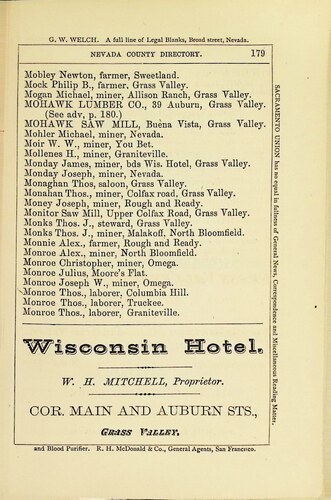 G. W. WELCH. A full line of Legal Blanks, Broad street, Nevada.
NEVADA COUNTY DIRECTORY. 179
Mobley Newton, farmer, Sweetland.
Mock Philip B., farmer, Grass Valley.
Mogan Michael, miner, Allison Ranch, Grass Valley.
MOHAWK LUMBER CO., 39 Auburn, Grass Valley.
(See adv, p. 180.)
MOHAWK SAW MILL, Buena Vista, Grass Valley.
Mohler Michael, miner, Nevada.
Moir W. W., miner, You Bet.
Mollenes H., miner, Graniteville.
Monday James, miner, bds Wis. Hotel, Grass Valley.
Monday Joseph, miner, Nevada.
Monaghan Thos, saloon, Grass Valley.
Monahan Thos., miner, Colfax road, Grass Valley.
Money Joseph, miner, Rough and Ready.
Monitor Saw Mill, Upper Colfax Road, Grass Valley.
Monks Thos. J., steward, Grass Valley.
Monks Thos. J., miner, Malakoff, North Bloomfield.
Monnie Alex., farmer, Rough and Ready.
Monroe Alex., miner, North Bloomfield.
Monroe Christopher, miner, Omega.
Monroe Julius, Moore's Flat.
Monroe Joseph W., miner, Omega.
Monroe Thos., laborer, Columbia Hill.
Monroe Thos., laborer, Truckee.
Monroe Thos., laborer, Graniteville.
Wisconsin Hotel,
W. H. MITCHELL, Proprietor.
COR. MAIN AND AUBURN STS.,
GRASS VALLEY.
and Blood Purifier. R. H. McDonald & Co., General Agents, San Francisco.
SACRAMENTO UNION has no equal in fullness of General News, Correspondence and Miscellaneous Reading Matter.